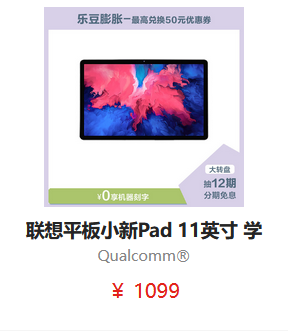 乐豆膨胀－最高兑换50元优惠券
大转盘
抽12期
分期免息
¥0享机器刻字
联想平板小新Pad 11英寸 学
Qualcomm®
¥ 1099